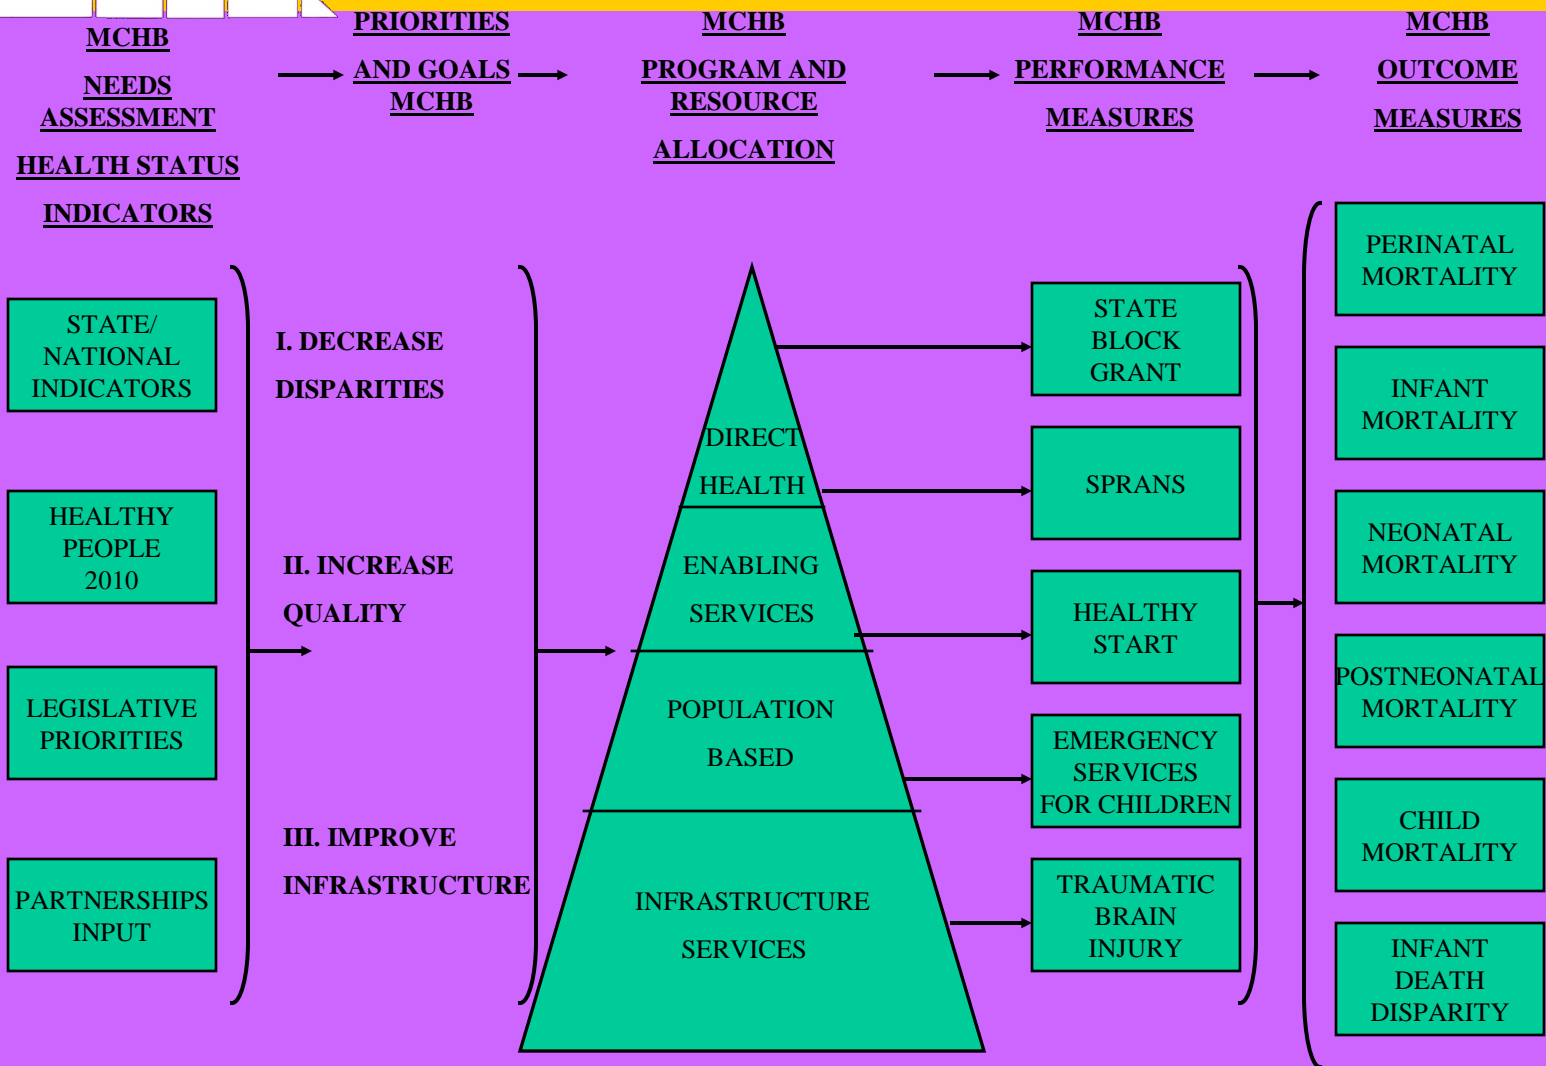 MCHB
NEEDS
ASSESSMENT
HEALTH STATUS
INDICATORS
PRIORITIES
AND GOALS
MCHB
MCHB
PROGRAM AND
RESOURCE
ALLOCATION
MCHB
PERFORMANCE
MEASURES
MCHB
OUTCOME
MEASURES
STATE/
NATIONAL
INDICATORS
HEALTHY
PEOPLE
2010
LEGISLATIVE
PRIORITIES
PARTNERSHIPS
INPUT
I. DECREASE
DISPARITIES
II. INCREASE
QUALITY
III. IMPROVE
INFRASTRUCTURE
DIRECT
HEALTH
ENABLING
SERVICES
POPULATION
BASED
INFRASTRUCTURE
SERVICES
STATE
BLOCK
GRANT
SPRANS
HEALTHY
START
EMERGENCY
SERVICES
FOR CHILDREN
TRAUMATIC
BRAIN
INJURY
PERINATAL
MORTALITY
INFANT
MORTALITY
NEONATAL
MORTALITY
POSTNEONATAL
MORTALITY
CHILD
MORTALITY
INFANT
DEATH
DISPARITY